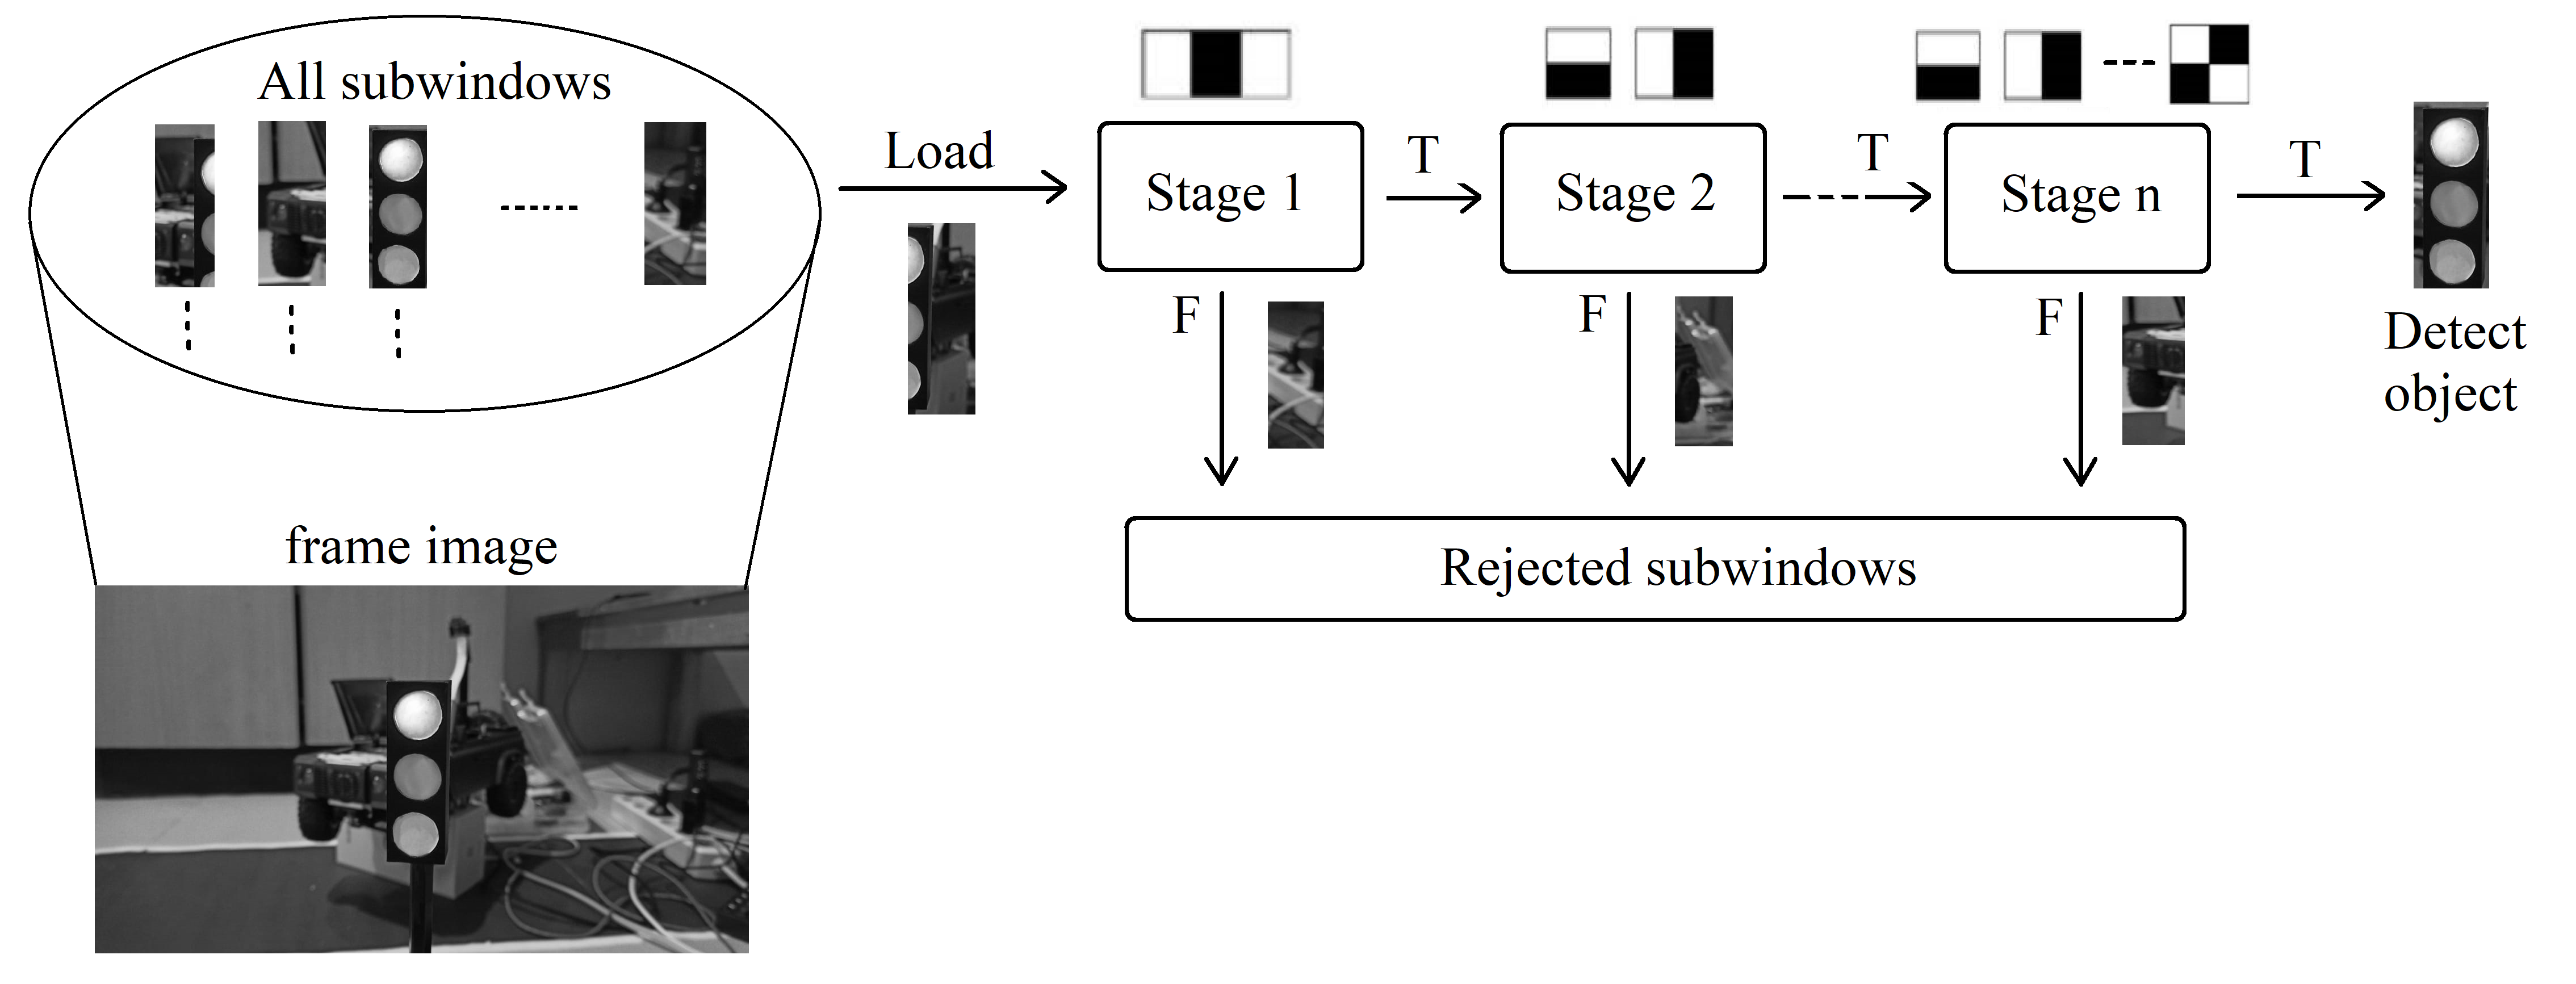 All subwindows
Load
Stage 1
T
Stage 2
T
Stage n
T
F
F
F
Detect
object
Rejected subwindows
frame image